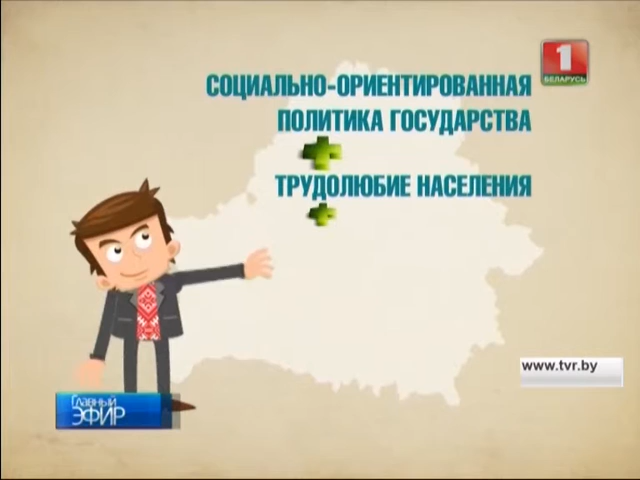 1
БЕЛАРУСЬ
СОЦИАЛЬНО-ОРИЕНТИРОВАННАЯ
ПОЛИТИКА ГОСУДАРСТВА
ТРУДОЛЮБИЕ НАСЕЛЕНИЯ
www.tvr.by
Главный
ЭФИР